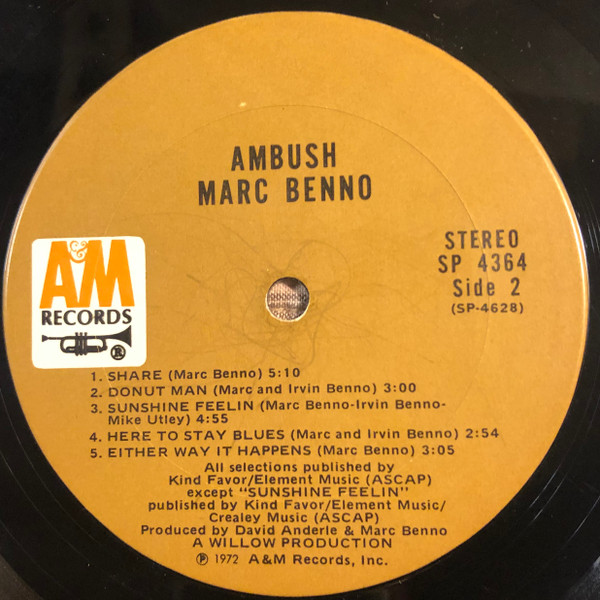 AMBUSH
MARC BENNO
A&M
RECORDS
®
STEREO
SP 4364
Side 2
(SP-4628)
1. SHARE (Marc Benno) 5:10
2. DONUT MAN (Marc and Irvin Benno) 3:00
3. SUNSHINE FEELIN (Marc Benno-Irvin Benno-
Mike Utley) 4:55
4. HERE TO STAY BLUES (Marc and Irvin Benno) 2:54
5. EITHER WAY IT HAPPENS (Marc Benno) 3:05
All selections published by
Kind Favor/Element Music (ASCAP)
except "SUNSHINE FEELIN"
published by Kind Favor/Element Music/
Crealey Music (ASCAP)
Produced by David Anderle & Marc Benno
A WILLOW PRODUCTION
℗ 1972 A&M Records, Inc.